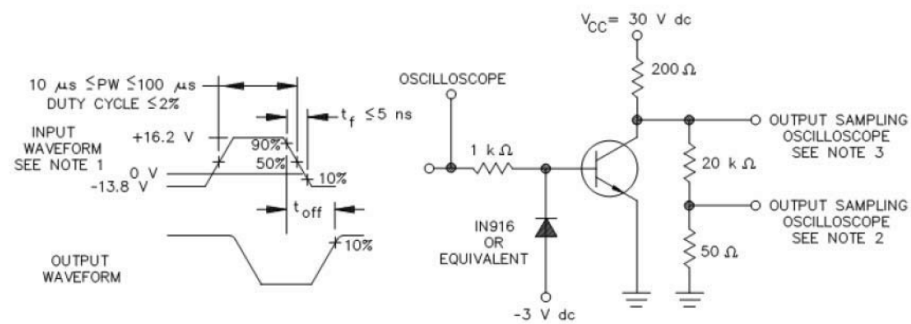 10 μs ≤PW ≤100 μs
DUTY CYCLE ≤2%
t_f ≤5 ns
INPUT
WAVEFORM
SEE NOTE 1
+16.2 V
90%
50%
0 V
10%
-13.8 V
t_off
10%
OUTPUT
WAVEFORM
V_CC= 30 V dc
200 Ω
OSCILLOSCOPE
1 kΩ
OUTPUT SAMPLING
OSCILLOSCOPE
SEE NOTE 3
20 kΩ
OUTPUT SAMPLING
OSCILLOSCOPE
SEE NOTE 2
50 Ω
IN916
OR
EQUIVALENT
-3 V dc